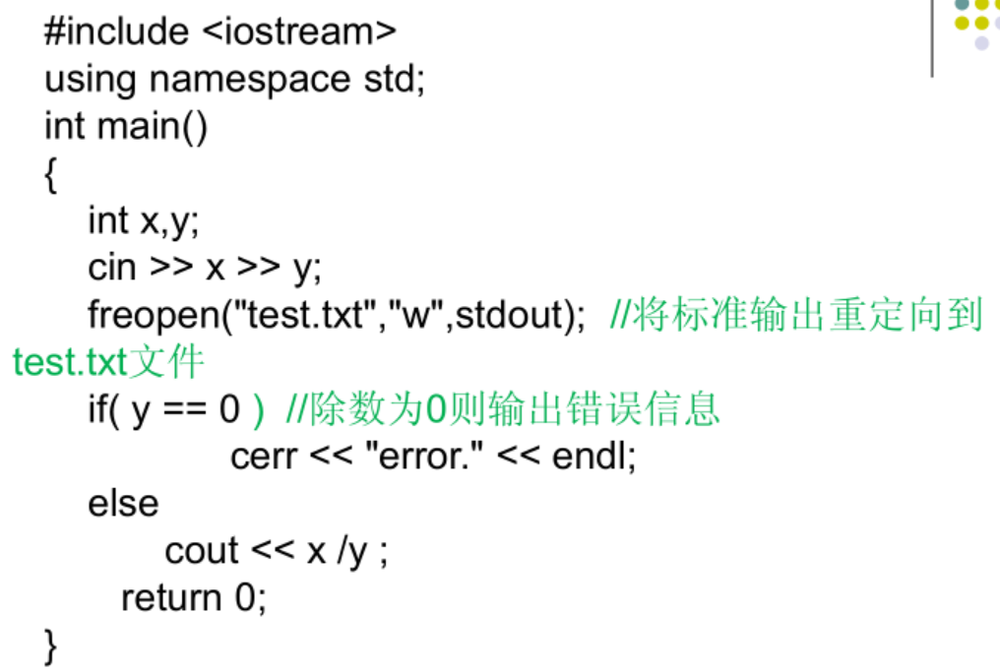 #include <iostream>
using namespace std;
int main()
{
int x,y;
cin >> x >> y;
freopen("test.txt","w",stdout); //将标准输出重定向到
test.txt文件
if( y == 0 ) //除数为0则输出错误信息
cerr << "error." << endl;
else
cout << x /y ;
return 0;
}